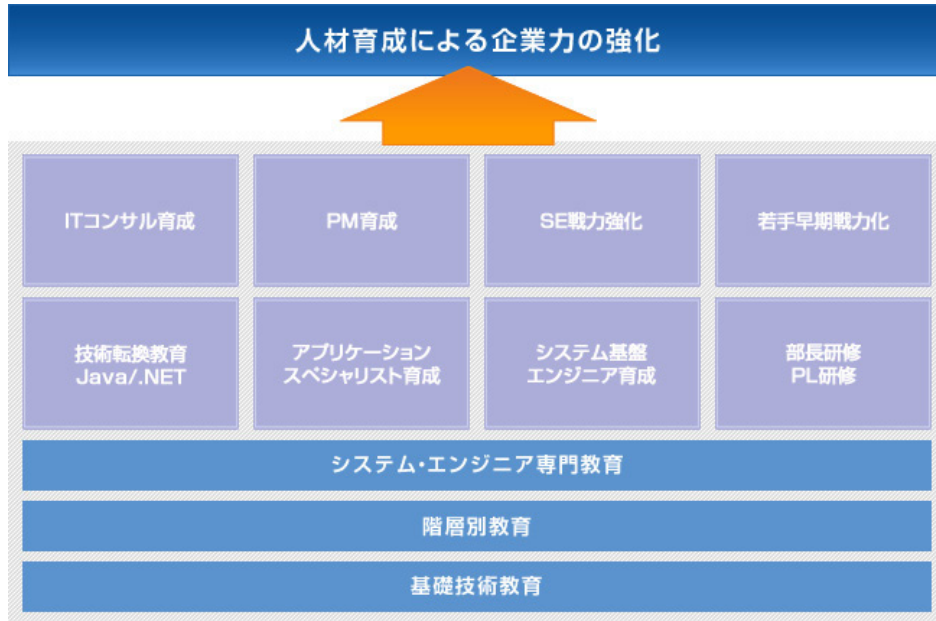 人材育成による企業力の強化
ITコンサル育成
PM育成
SE戦力強化
若手早期戦力化
技術転換教育
Java/.NET
アプリケーション
スペシャリスト育成
システム基盤
エンジニア育成
部長研修
PL研修
システム・エンジニア専門教育
階層別教育
基礎技術教育